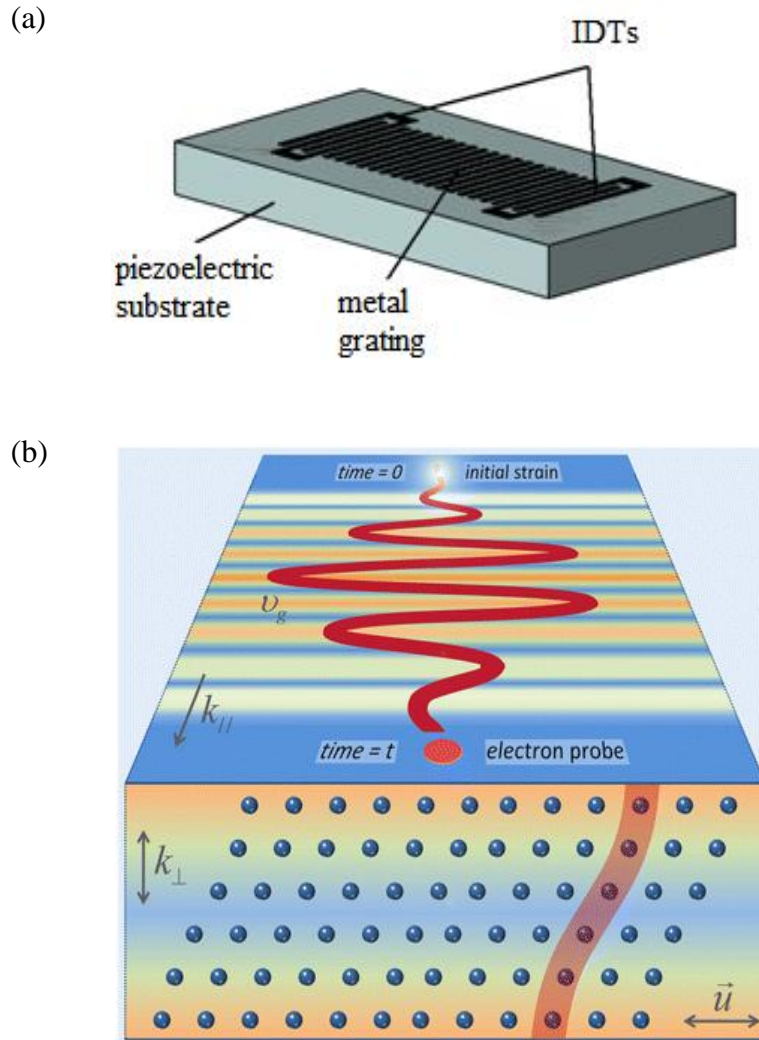 (a)
IDTs
piezoelectric
substrate
metal
grating
(b)
time = 0 initial strain
υg
k//
time = t electron probe
k⊥
u⃗